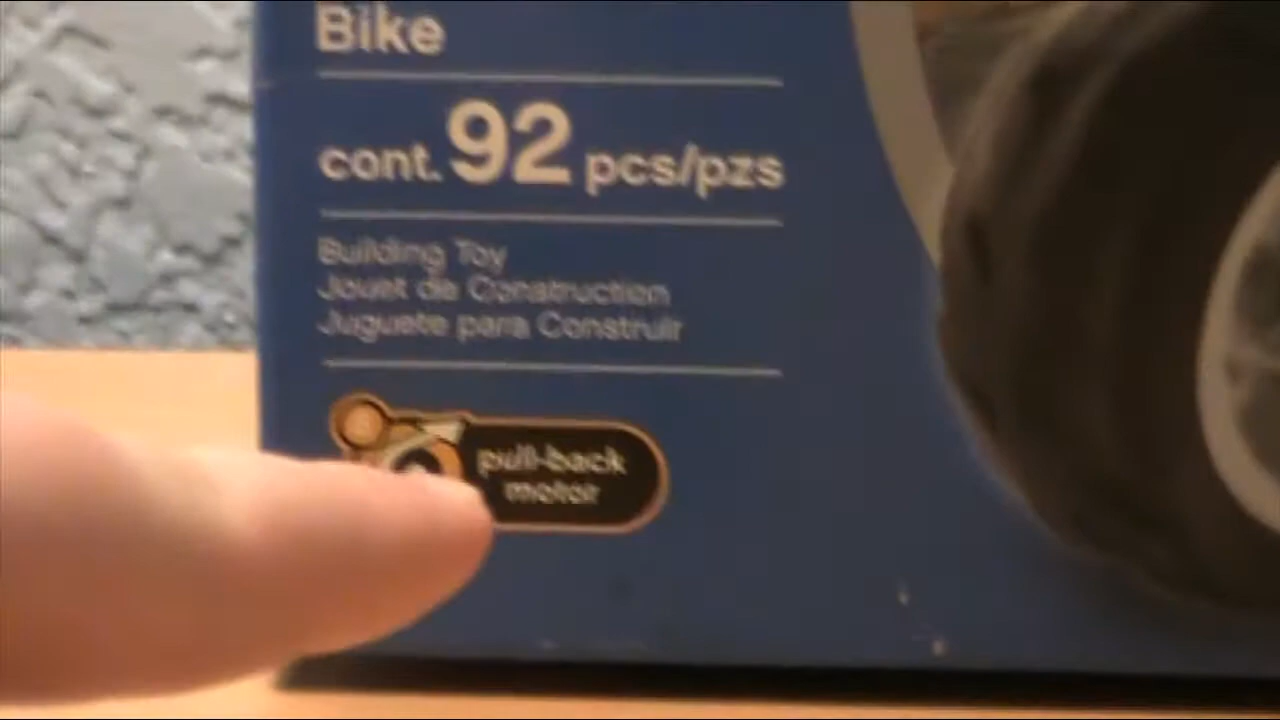 Bike
cont. 92 pcs/pzs
Building Toy
Jouet de Construction
Juguete para Construir
pull-back
motor